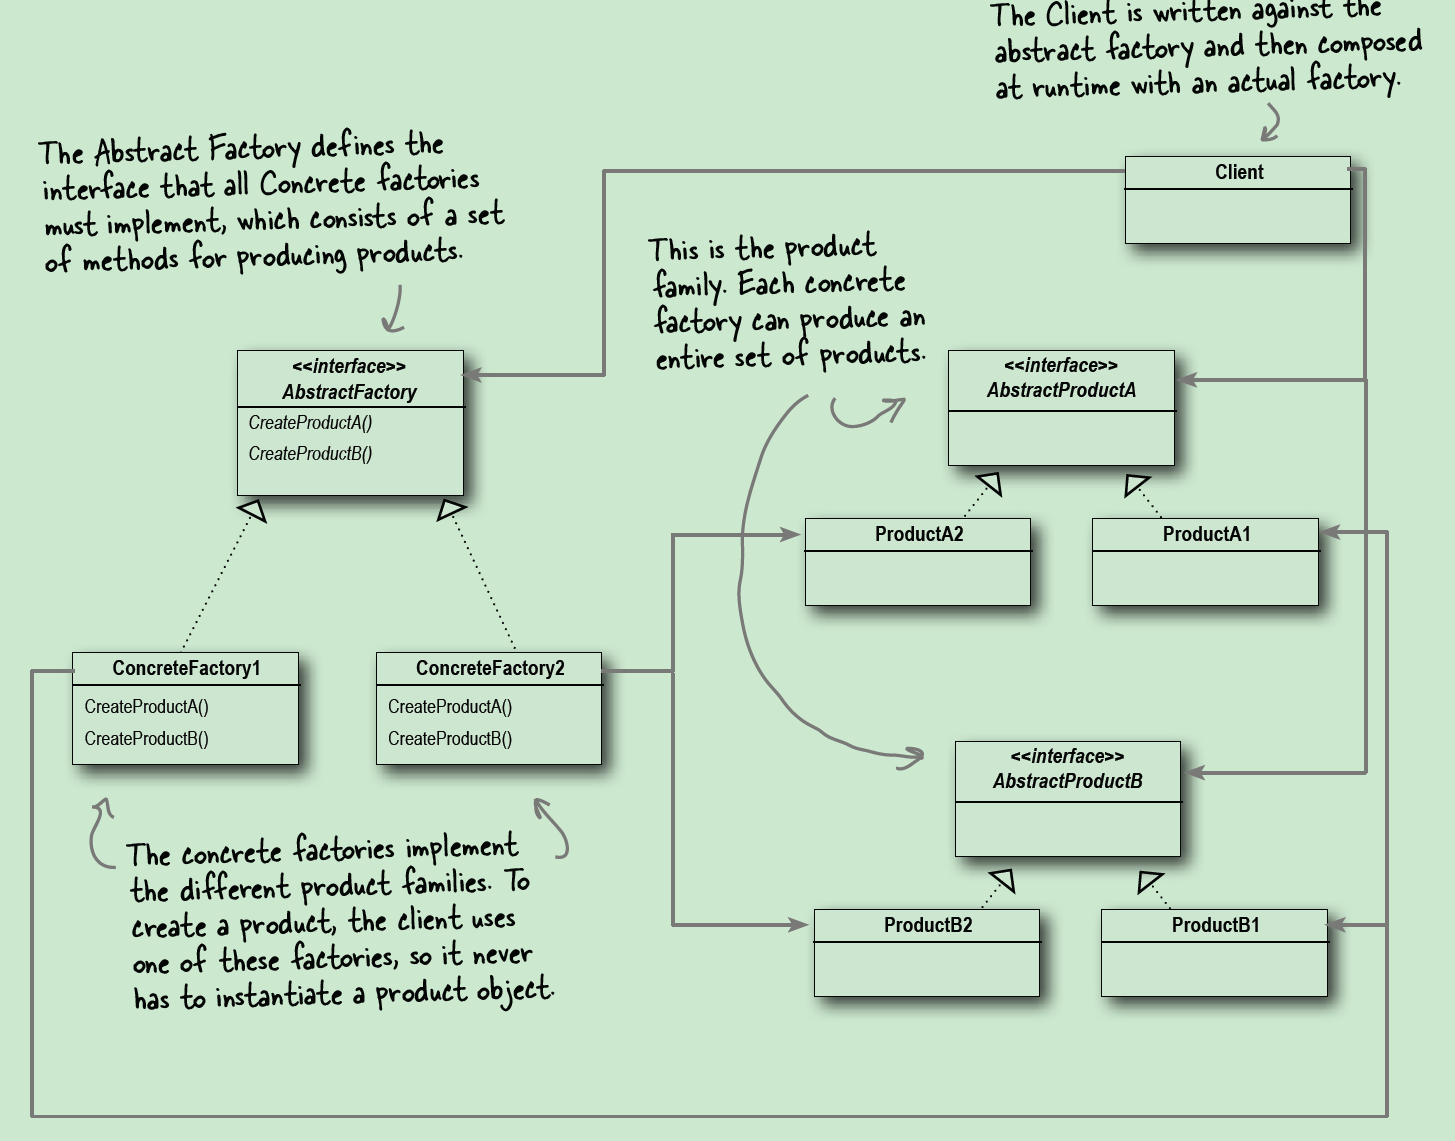 The Client is written against the
abstract factory and then composed
at runtime with an actual factory.
The Abstract Factory defines the
interface that all Concrete factories
must implement, which consists of a set
of methods for producing products.
Client
This is the product
family. Each concrete
factory can produce an
entire set of products.
<<interface>>
AbstractFactory
CreateProductA()
CreateProductB()
<<interface>>
AbstractProductA
ProductA2
ProductA1
ConcreteFactory1
CreateProductA()
CreateProductB()
ConcreteFactory2
CreateProductA()
CreateProductB()
<<interface>>
AbstractProductB
ProductB2
ProductB1
The concrete factories implement
the different product families. To
create a product, the client uses
one of these factories, so it never
has to instantiate a product object.